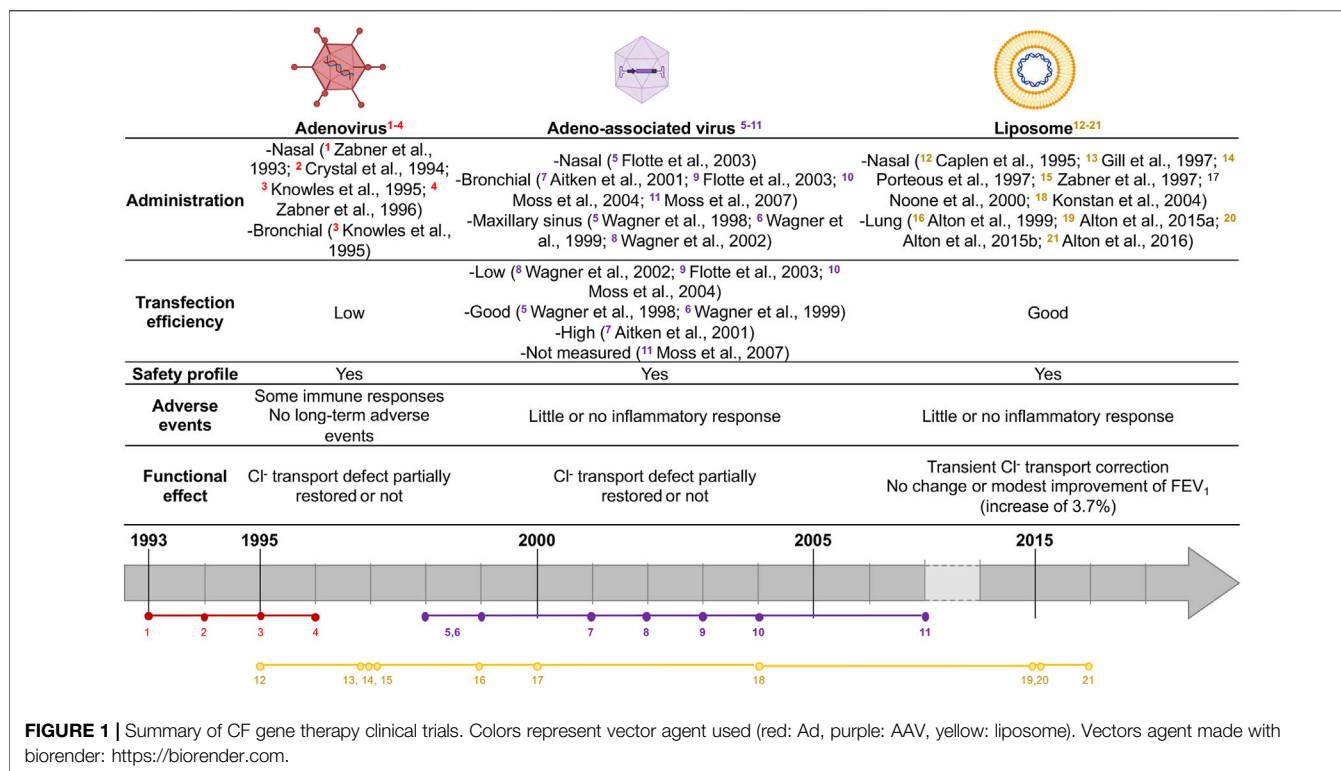 Adenovirus1-4
Adeno-associated virus 5-11
Liposome12-21
Administration
-Nasal (1 Zabner et al.,
1993; 2 Crystal et al., 1994;
3 Knowles et al., 1995; 4
Zabner et al., 1996)
-Bronchial (3 Knowles et al.,
1995)
-Nasal (5 Flotte et al., 2003)
-Bronchial (7 Aitken et al., 2001; 9 Flotte et al., 2003; 10
Moss et al., 2004; 11 Moss et al., 2007)
-Maxillary sinus (5 Wagner et al., 1998; 6 Wagner et
al., 1999; 8 Wagner et al., 2002)
-Nasal (12 Caplen et al., 1995; 13 Gill et al., 1997; 14
Porteous et al., 1997; 15 Zabner et al., 1997; 17
Noone et al., 2000; 18 Konstan et al., 2004)
-Lung (16 Alton et al., 1999; 19 Alton et al., 2015a; 20
Alton et al., 2015b; 21 Alton et al., 2016)
Transfection
efficiency
Low
-Low (8 Wagner et al., 2002; 9 Flotte et al., 2003; 10
Moss et al., 2004)
-Good (5 Wagner et al., 1998; 6 Wagner et al., 1999)
-High (7 Aitken et al., 2001)
-Not measured (11 Moss et al., 2007)
Good
Safety profile
Yes
Yes
Yes
Adverse
events
Some immune responses
No long-term adverse
events
Little or no inflammatory response
Little or no inflammatory response
Functional
effect
Cl- transport defect partially
restored or not
Cl- transport defect partially
restored or not
Transient Cl- transport correction
No change or modest improvement of FEV1
(increase of 3.7%)
1993
1995
2000
2005
2015
1
2
3
4
5,6
7
8
9
10
11
12
13, 14, 15
16
17
18
19,20
21
FIGURE 1 | Summary of CF gene therapy clinical trials. Colors represent vector agent used (red: Ad, purple: AAV, yellow: liposome). Vectors agent made with
biorender: https://biorender.com.